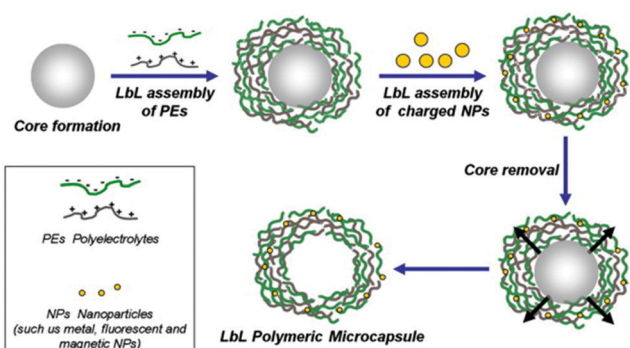 LbL assembly
of PEs
LbL assembly
of charged NPs
Core formation
Core removal
PEs Polyelectrolytes
NPs Nanoparticles
(such us metal, fluorescent and
magnetic NPs)
LbL Polymeric Microcapsule